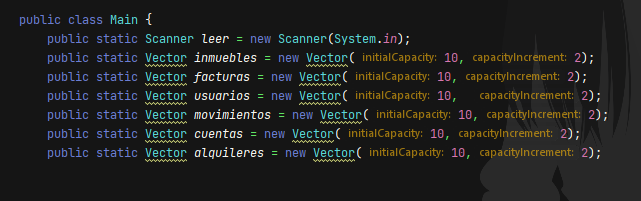 public class Main {
public static Scanner leer = new Scanner(System.in);
public static Vector inmuebles = new Vector( initialCapacity: 10, capacityIncrement: 2);
public static Vector facturas = new Vector( initialCapacity: 10, capacityIncrement: 2);
public static Vector usuarios = new Vector( initialCapacity: 10, capacityIncrement: 2);
public static Vector movimientos = new Vector( initialCapacity: 10, capacityIncrement: 2);
public static Vector cuentas = new Vector( initialCapacity: 10, capacityIncrement: 2);
public static Vector alquileres = new Vector( initialCapacity: 10, capacityIncrement: 2);